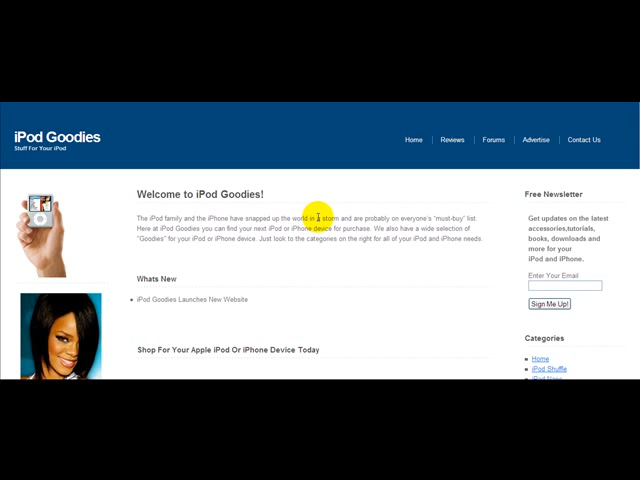 iPod Goodies
Stuff For Your iPod
Home
Reviews
Forums
Advertise
Contact Us
Welcome to iPod Goodies!
The iPod family and the iPhone have snapped up the world in a storm and are probably on everyone's "must-buy" list.
Here at iPod Goodies you can find your next iPod or iPhone device for purchase. We also have a wide selection of
"Goodies" for your iPod or iPhone device. Just look to the categories on the right for all of your iPod and iPhone needs.
Whats New
iPod Goodies Launches New Website
Shop For Your Apple iPod Or iPhone Device Today
Free Newsletter
Get updates on the latest
accessories,tutorials,
books, downloads and
more for your
iPod and iPhone.
Enter Your Email
Sign Me Up!
Categories
Home
iPod Shuffle
iPod Nano